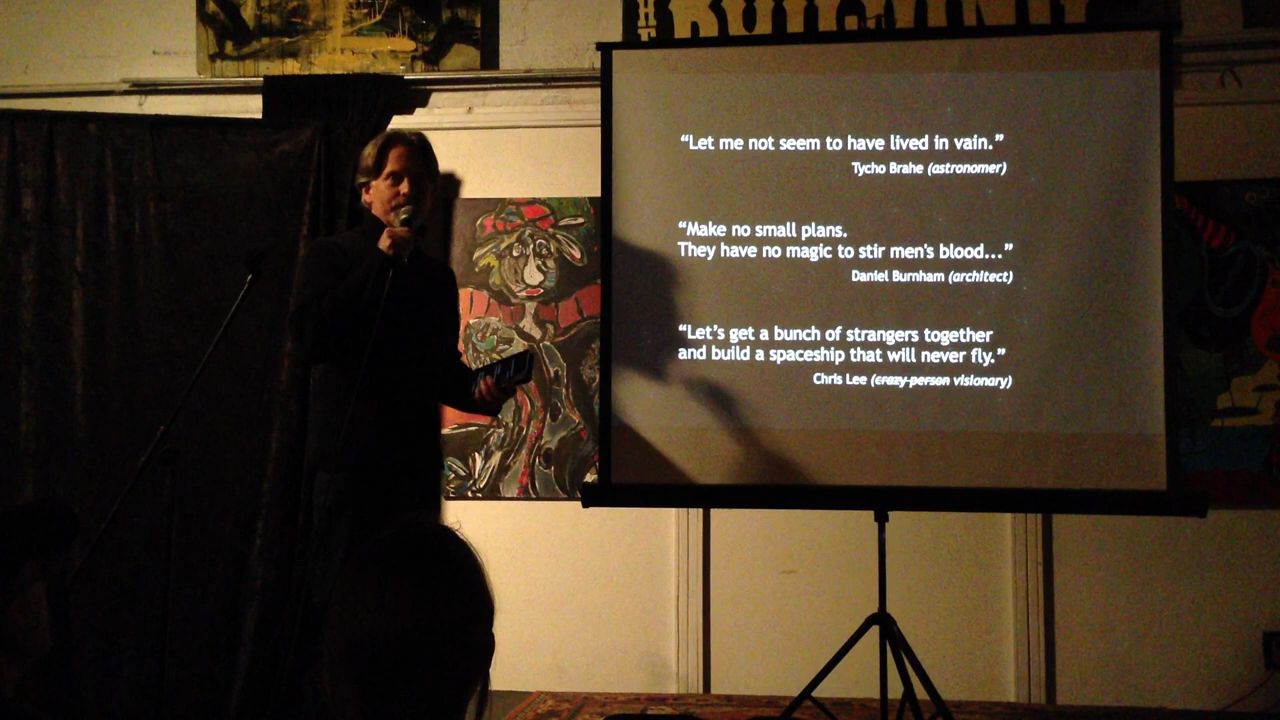 “Let me not seem to have lived in vain.”
Tycho Brahe (astronomer)
“Make no small plans.
They have no magic to stir men's blood...”
Daniel Burnham (architect)
“Let’s get a bunch of strangers together
and build a spaceship that will never fly.”
Chris Lee (crazy-person visionary)